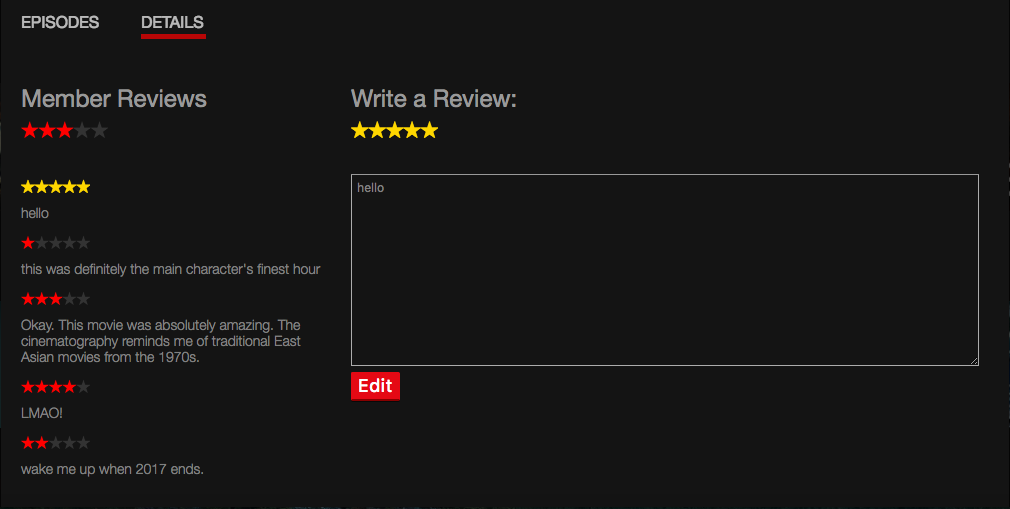 EPISODES DETAILS
Member Reviews
hello
this was definitely the main character's finest hour
Okay. This movie was absolutely amazing. The
cinematography reminds me of traditional East
Asian movies from the 1970s.
LMAO!
wake me up when 2017 ends.
Write a Review:
hello
Edit